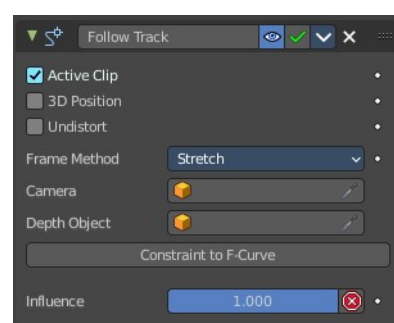 Follow Track
Active Clip
3D Position
Undistort
Frame Method Stretch
Camera
Depth Object
Constraint to F-Curve
Influence 1.000